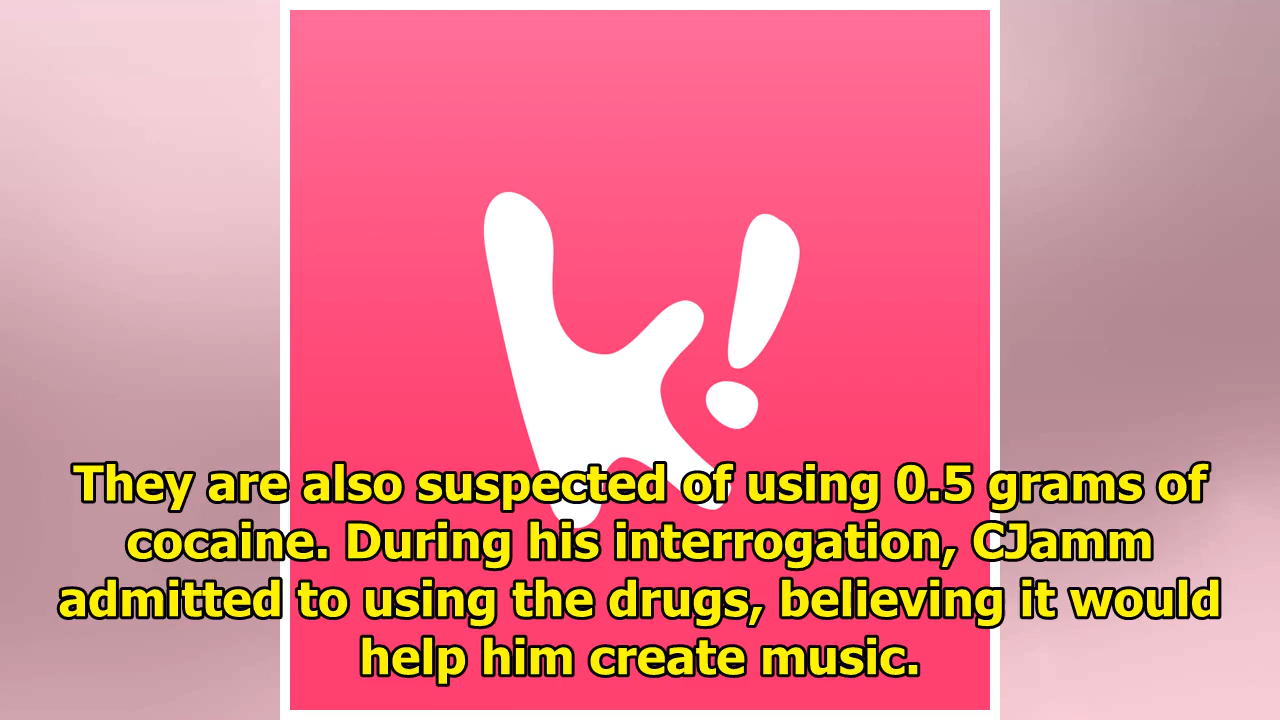 k!
They are also suspected of using 0.5 grams of
cocaine. During his interrogation, CJamm
admitted to using the drugs, believing it would
help him create music.